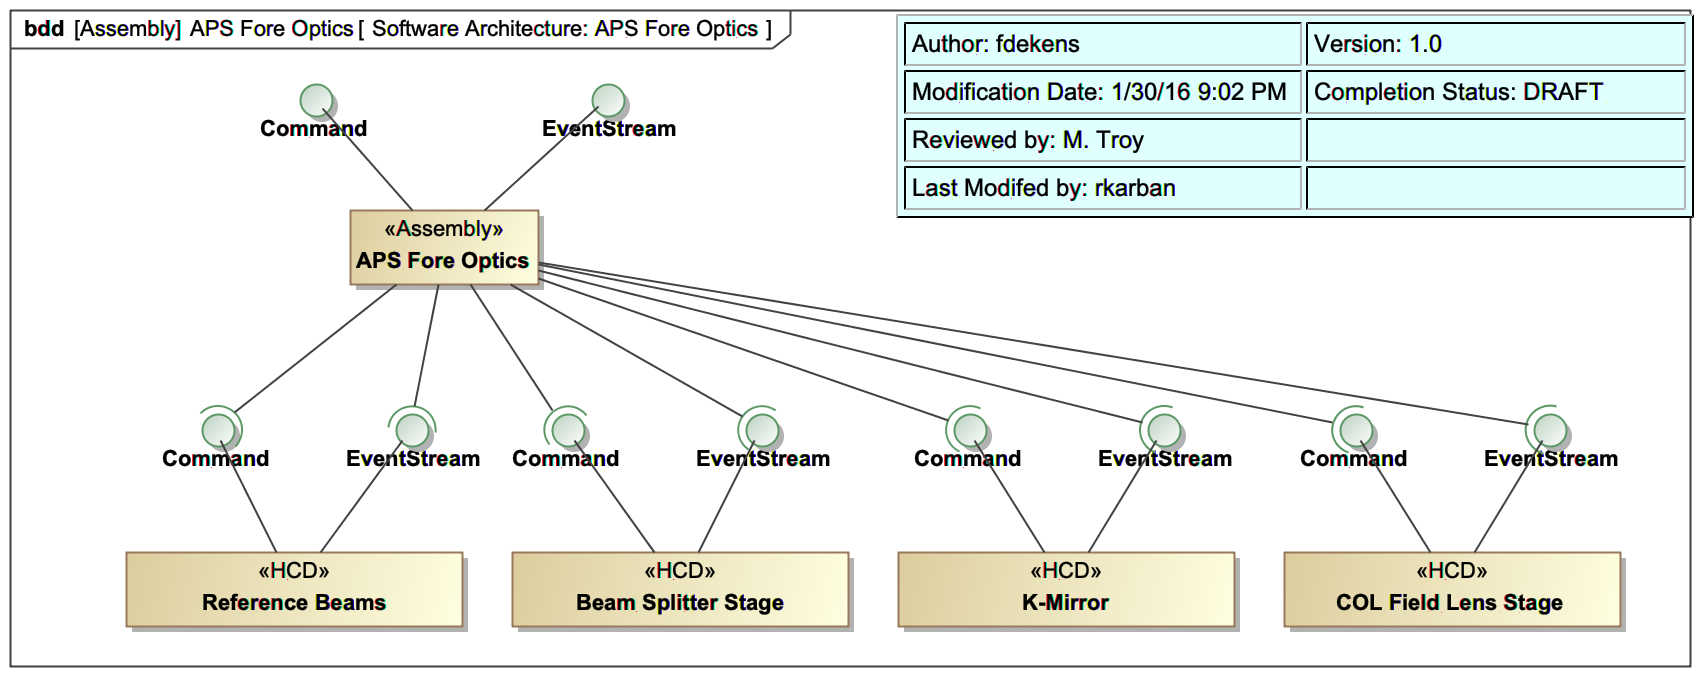 bdd [Assembly] APS Fore Optics [ Software Architecture: APS Fore Optics ]
Author: fdekens
Version: 1.0
Modification Date: 1/30/16 9:02 PM
Completion Status: DRAFT
Reviewed by: M. Troy
Last Modifed by: rkarban
Command
EventStream
«Assembly»
APS Fore Optics
Command
EventStream
Command
EventStream
Command
EventStream
Command
EventStream
«HCD»
Reference Beams
«HCD»
Beam Splitter Stage
«HCD»
K-Mirror
«HCD»
COL Field Lens Stage